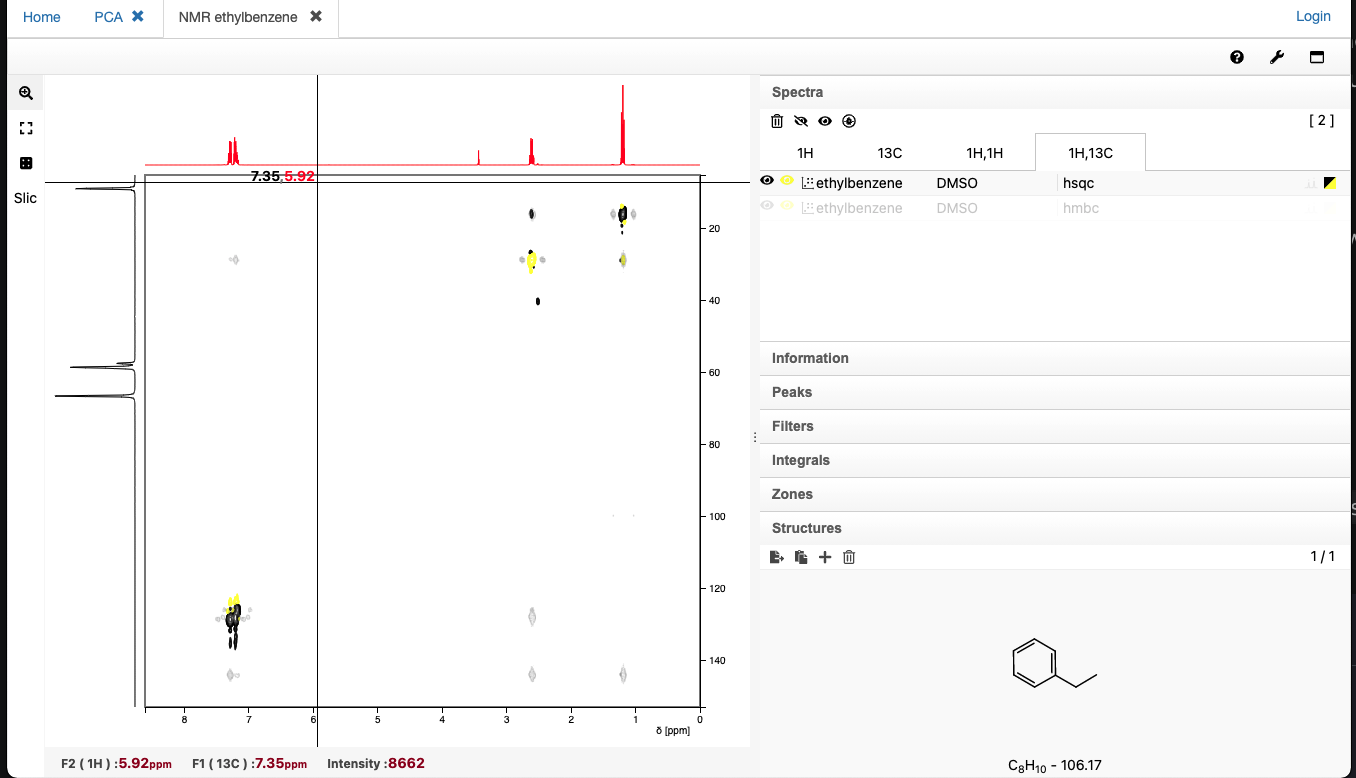 Home PCA NMR ethylbenzene Login
Spectra
[ 2 ]
1H 13C 1H,1H 1H,13C
ethylbenzene DMSO hsqc
ethylbenzene DMSO hmbc
Slic
7.35,5.92
20
40
60
80
100
120
140
8 7 6 5 4 3 2 1 0
δ [ppm]
F2 ( 1H ) :5.92ppm F1 ( 13C ) :7.35ppm Intensity :8662
Information
Peaks
Filters
Integrals
Zones
Structures
1 / 1
C8H10 - 106.17